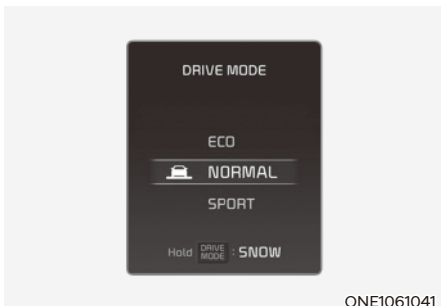 DRIVE MODE
ECO
NORMAL
SPORT
Hold DRIVE MODE : SNOW
ONE1061041